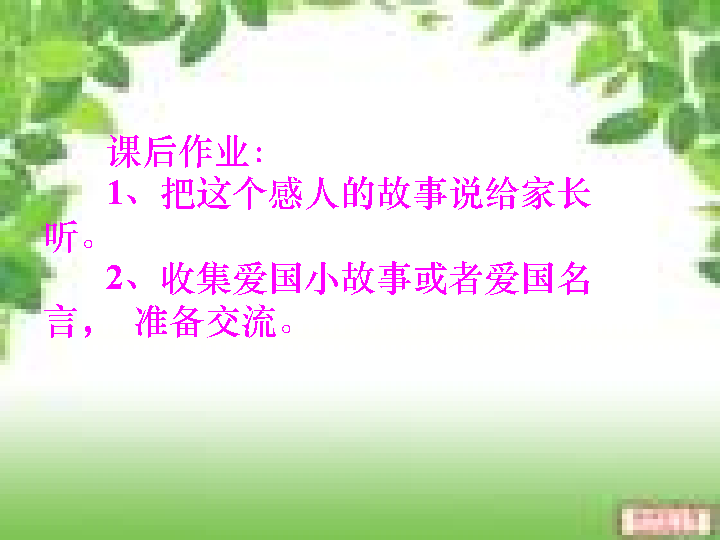 课后作业：
1、把这个感人的故事说给家长
听。
2、收集爱国小故事或者爱国名
言， 准备交流。